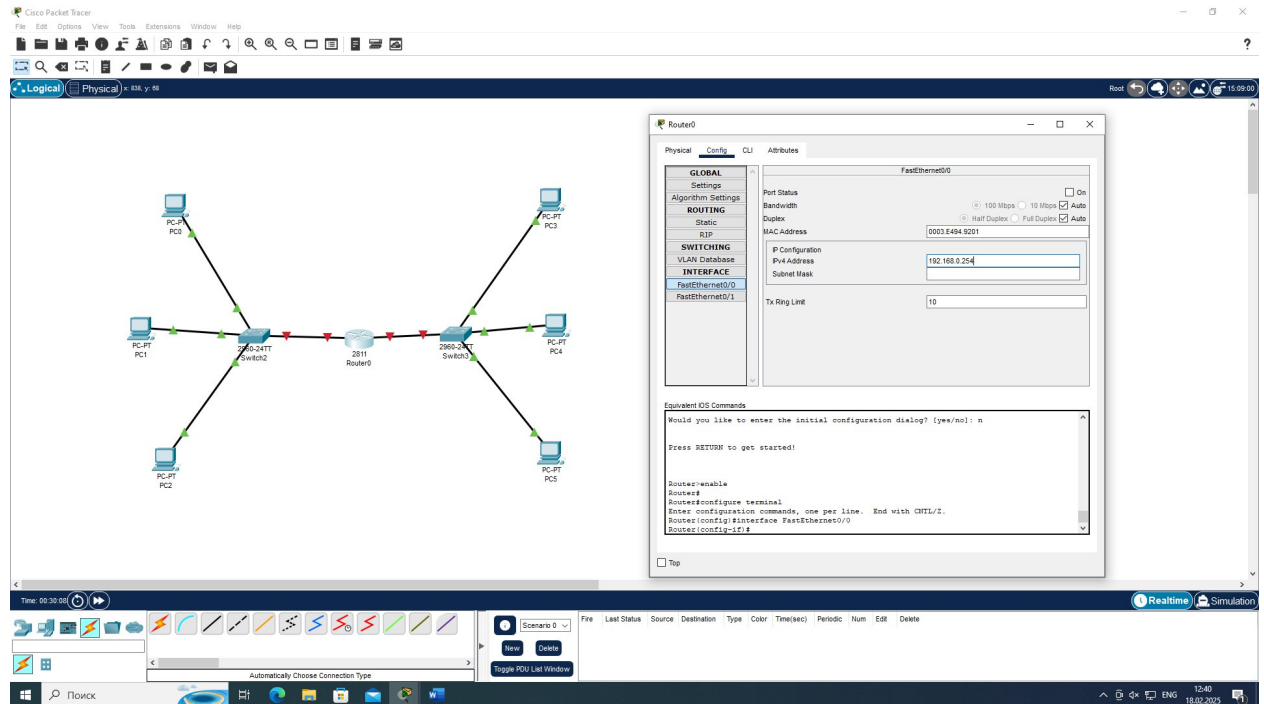 Cisco Packet Tracer
File Edit Options View Tools Extensions Window Help
?
Logical Physical x: 838, y: 68
Root 15:09:00
PC-PT
PC0
PC-PT
PC3
PC-PT
PC1
2960-24TT
Switch2
2811
Router0
2960-24TT
Switch3
PC-PT
PC4
PC-PT
PC2
PC-PT
PC5
Router0
Physical Config CLI Attributes
GLOBAL
Settings
Algorithm Settings
ROUTING
Static
RIP
SWITCHING
VLAN Database
INTERFACE
FastEthernet0/0
FastEthernet0/1
FastEthernet0/0
Port Status On
Bandwidth 100 Mbps 10 Mbps Auto
Duplex Half Duplex Full Duplex Auto
MAC Address 0003.E494.9201
IP Configuration
IPv4 Address 192.168.0.254
Subnet Mask
Tx Ring Limit 10
Equivalent IOS Commands
Would you like to enter the initial configuration dialog? [yes/no]: n
Press RETURN to get started!
Router>enable
Router#
Router#configure terminal
Enter configuration commands, one per line. End with CNTL/Z.
Router(config)#interface FastEthernet0/0
Router(config-if)#
Top
Time: 00:30:08
Realtime Simulation
Scenario 0
New Delete
Toggle PDU List Window
Fire Last Status Source Destination Type Color Time(sec) Periodic Num Edit Delete
Automatically Choose Connection Type
Поиск
ENG
12:40
18.02.2025